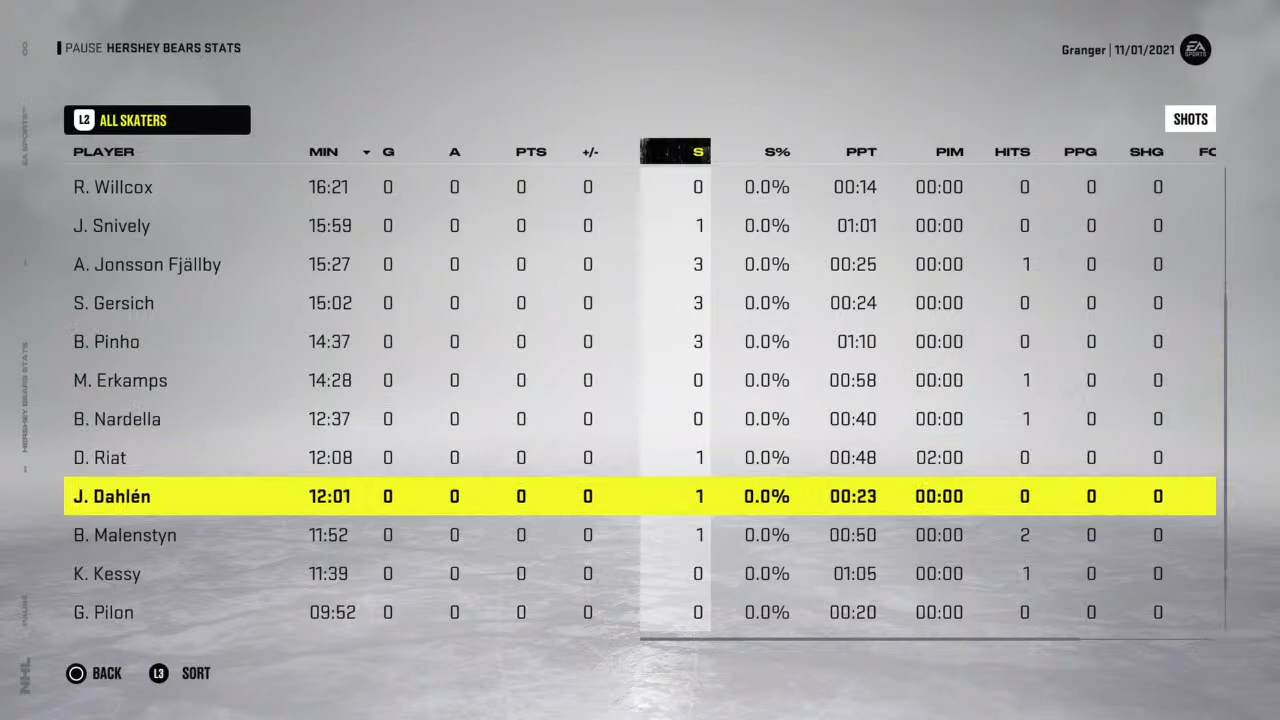 PAUSE HERSHEY BEARS STATS
Granger | 11/01/2021
EA SPORTS
L2 ALL SKATERS
SHOTS
PLAYER MIN G A PTS +/- S S% PPT PIM HITS PPG SHG FO
R. Willcox 16:21 0 0 0 0 0 0.0% 00:14 00:00 0 0 0
J. Snively 15:59 0 0 0 0 1 0.0% 01:01 00:00 0 0 0
A. Jonsson Fjällby 15:27 0 0 0 0 3 0.0% 00:25 00:00 1 0 0
S. Gersich 15:02 0 0 0 0 3 0.0% 00:24 00:00 0 0 0
B. Pinho 14:37 0 0 0 0 3 0.0% 01:10 00:00 0 0 0
M. Erkamps 14:28 0 0 0 0 0 0.0% 00:58 00:00 1 0 0
B. Nardella 12:37 0 0 0 0 0 0.0% 00:40 00:00 1 0 0
D. Riat 12:08 0 0 0 0 1 0.0% 00:48 02:00 0 0 0
J. Dahlén 12:01 0 0 0 0 1 0.0% 00:23 00:00 0 0 0
B. Malenstyn 11:52 0 0 0 0 1 0.0% 00:50 00:00 2 0 0
K. Kessy 11:39 0 0 0 0 0 0.0% 01:05 00:00 1 0 0
G. Pilon 09:52 0 0 0 0 0 0.0% 00:20 00:00 0 0 0
BACK L3 SORT
NHL PAUSE HERSHEY BEARS STATS EA SPORTS